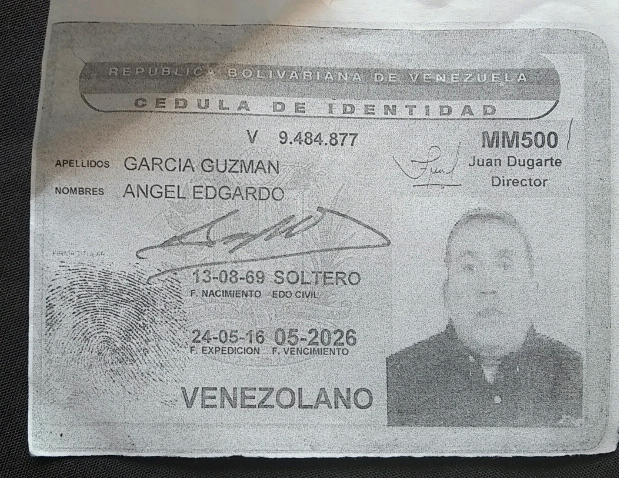 REPUBLICA BOLIVARIANA DE VENEZUELA
CEDULA DE IDENTIDAD
V 9.484.877
MM500
Juan Dugarte
Director
APELLIDOS GARCIA GUZMAN
NOMBRES ANGEL EDGARDO
13-08-69 SOLTERO
F. NACIMIENTO EDO CIVIL
24-05-16 05-2026
F. EXPEDICION F. VENCIMIENTO
VENEZOLANO